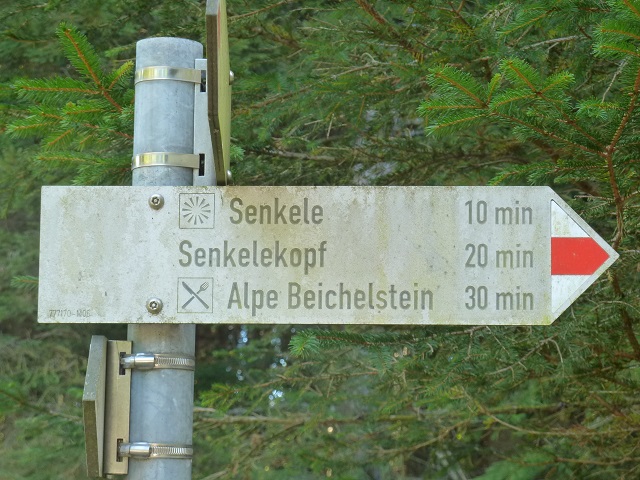 Senkele 10 min
Senkelekopf 20 min
Alpe Beichelstein 30 min